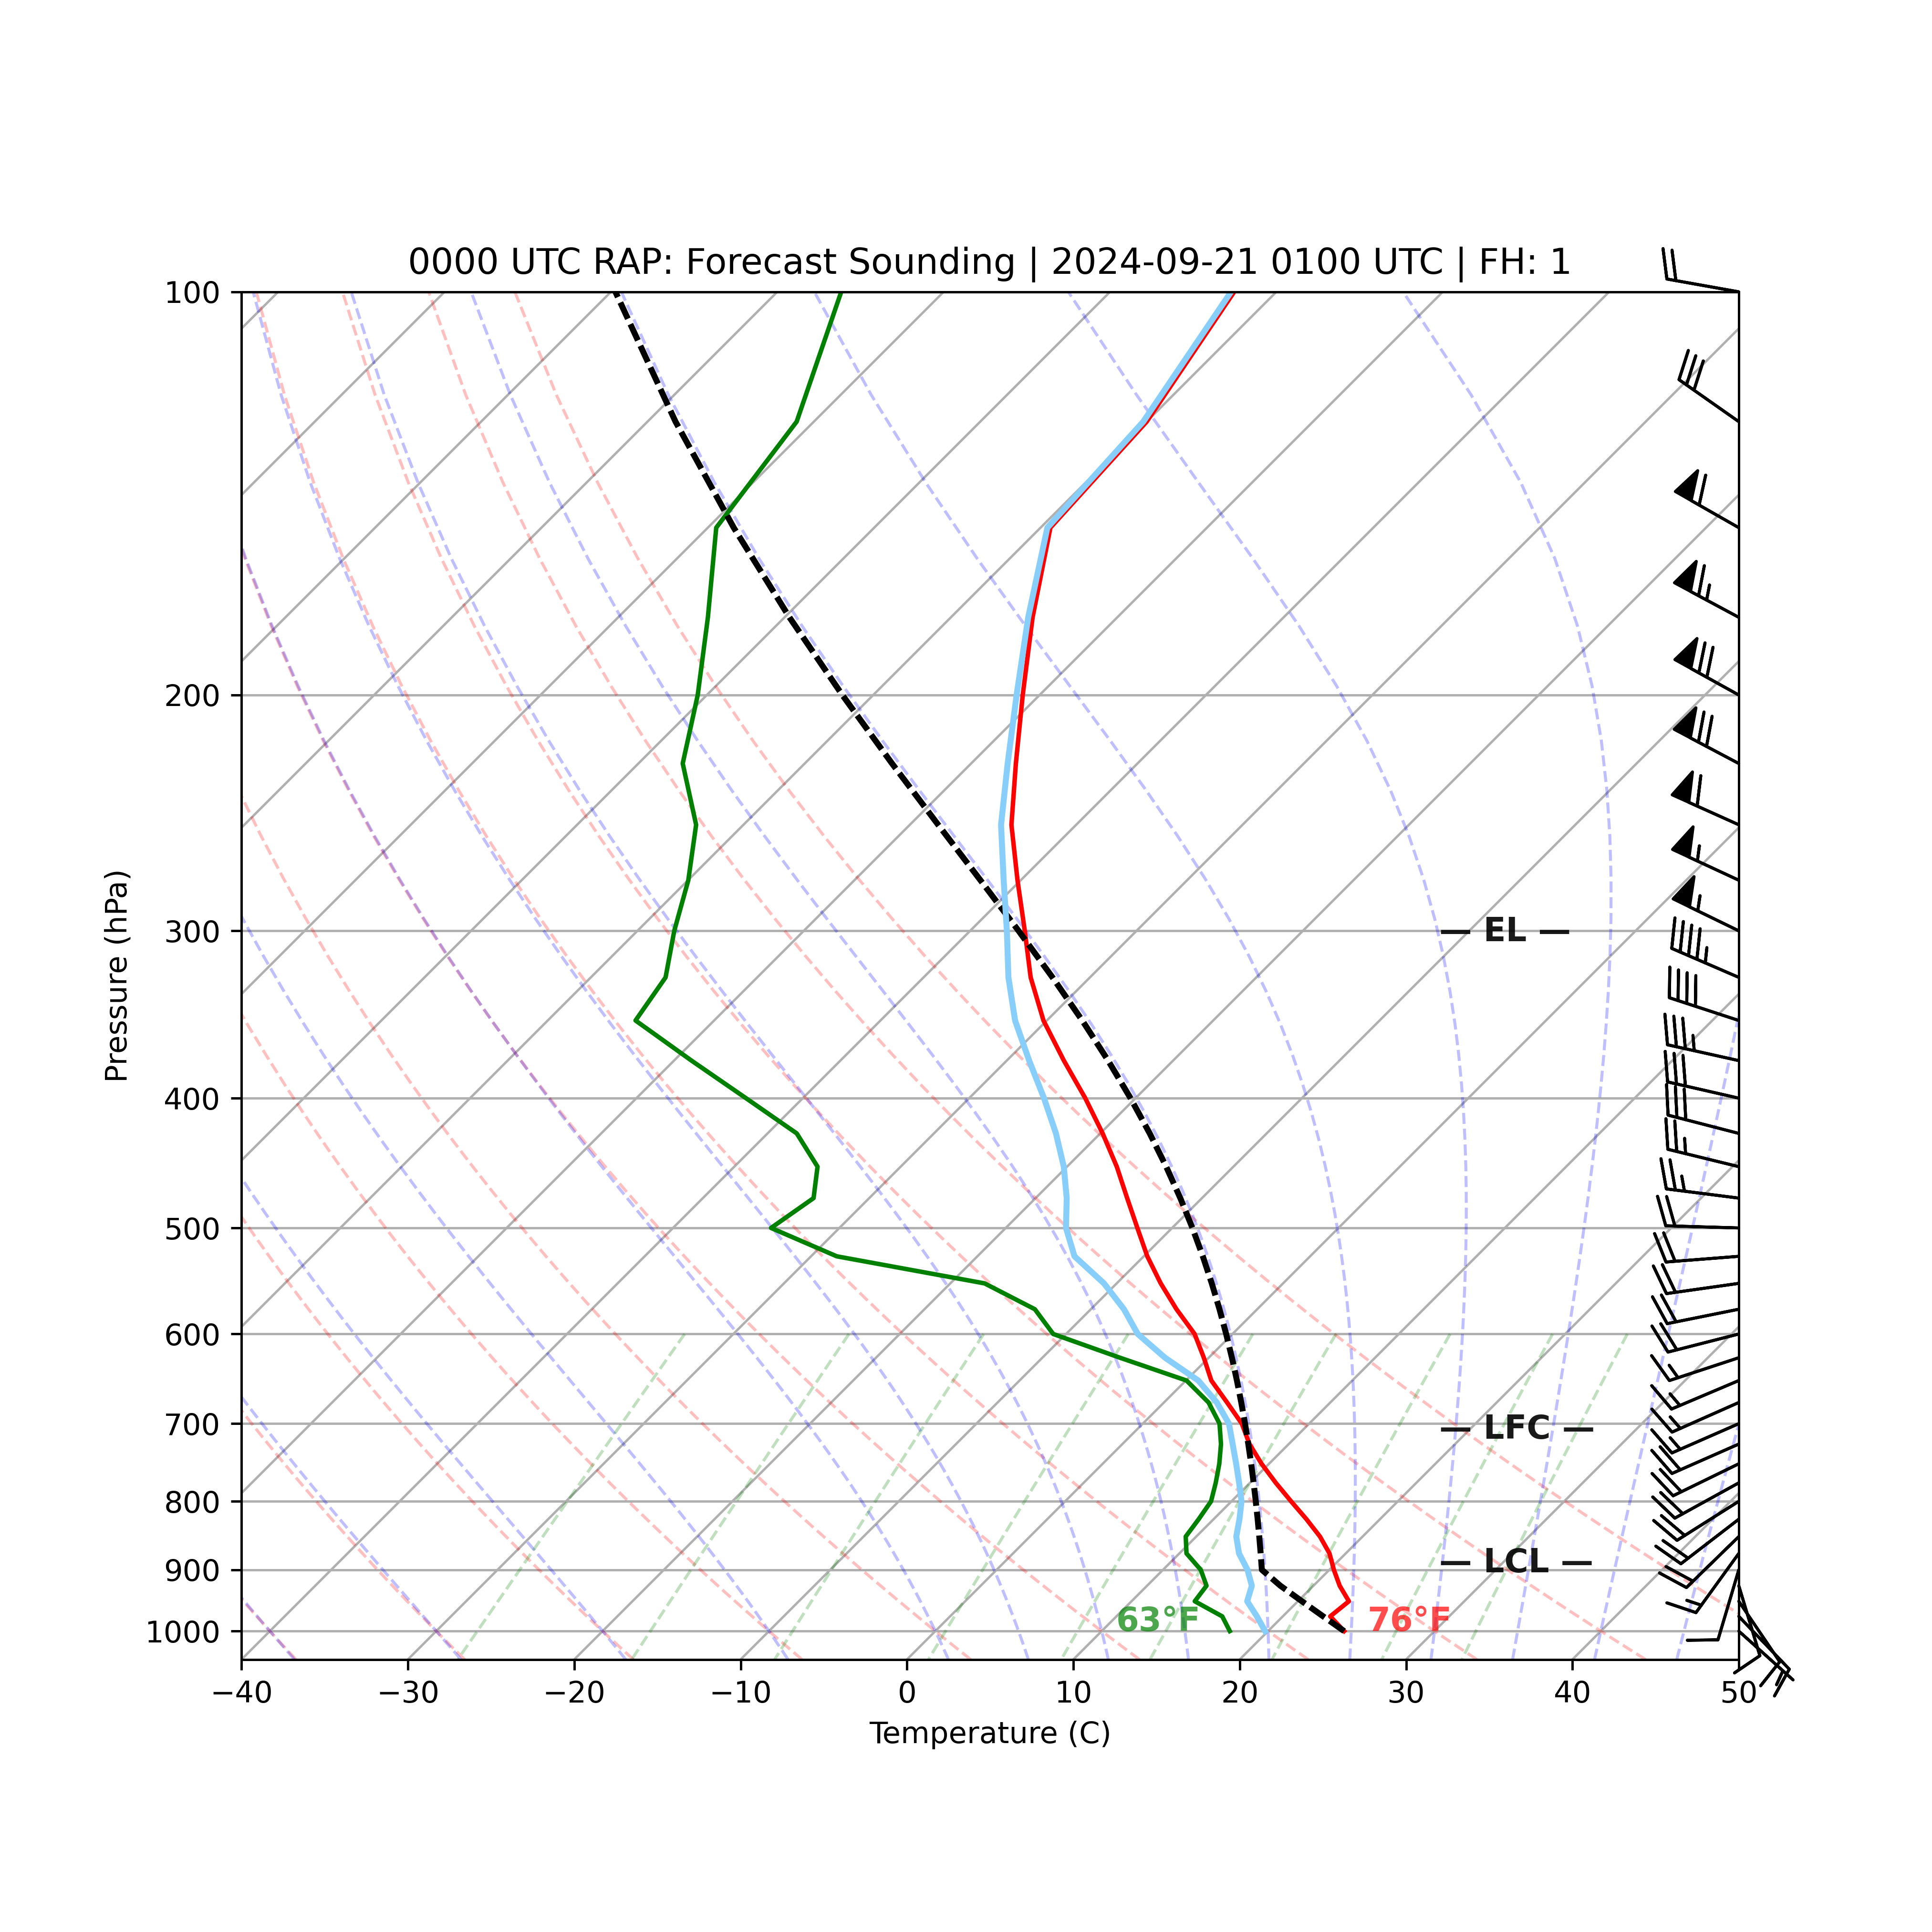 0000 UTC RAP: Forecast Sounding | 2024-09-21 0100 UTC | FH: 1
100
200
300
400
500
600
700
800
900
1000
Pressure (hPa)
— EL —
— LFC —
— LCL —
63°F
76°F
−40 −30 −20 −10 0 10 20 30 40 50
Temperature (C)